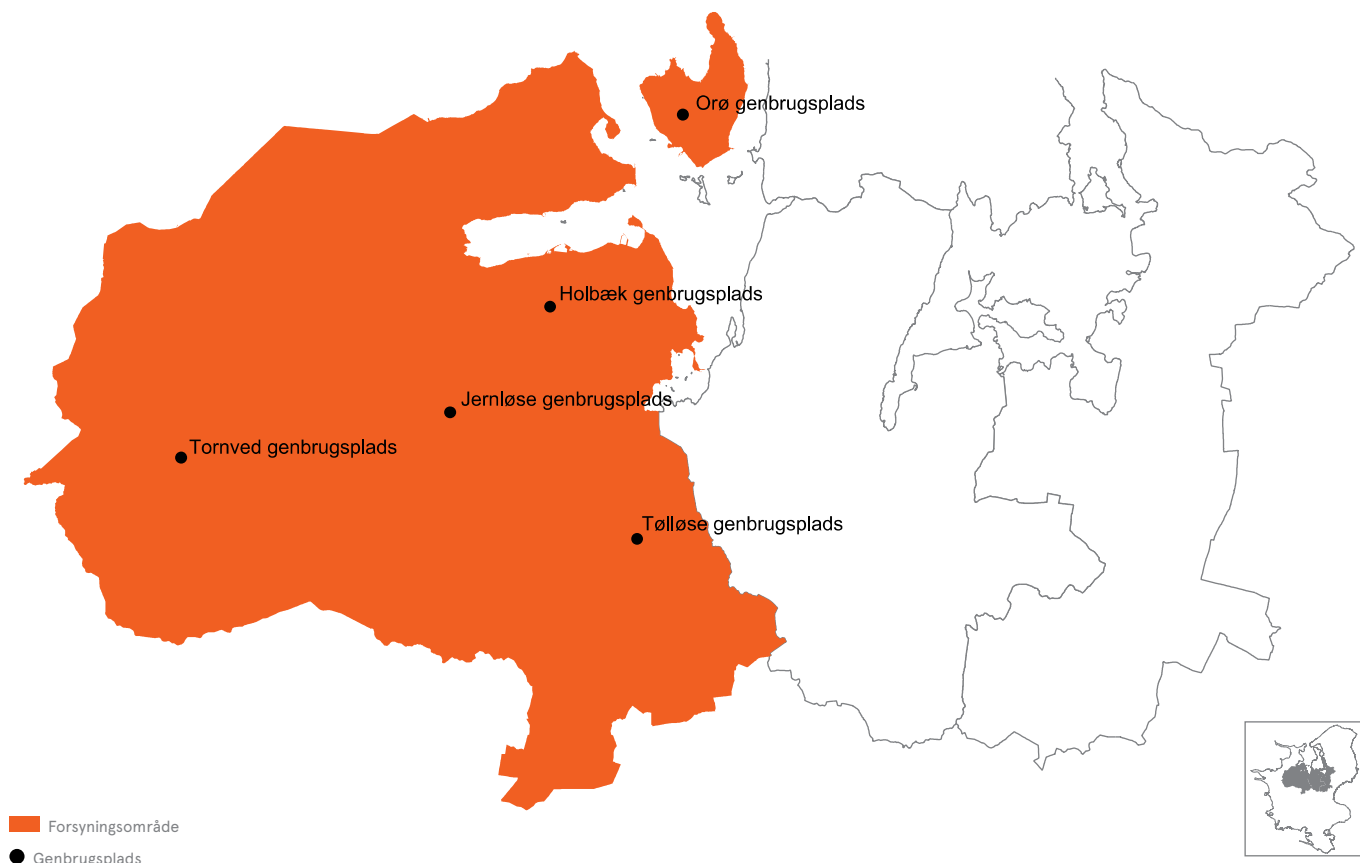 Orø genbrugsplads
Holbæk genbrugsplads
Jernløse genbrugsplads
Tornved genbrugsplads
Tølløse genbrugsplads
Forsyningsområde
Genbrugsplads